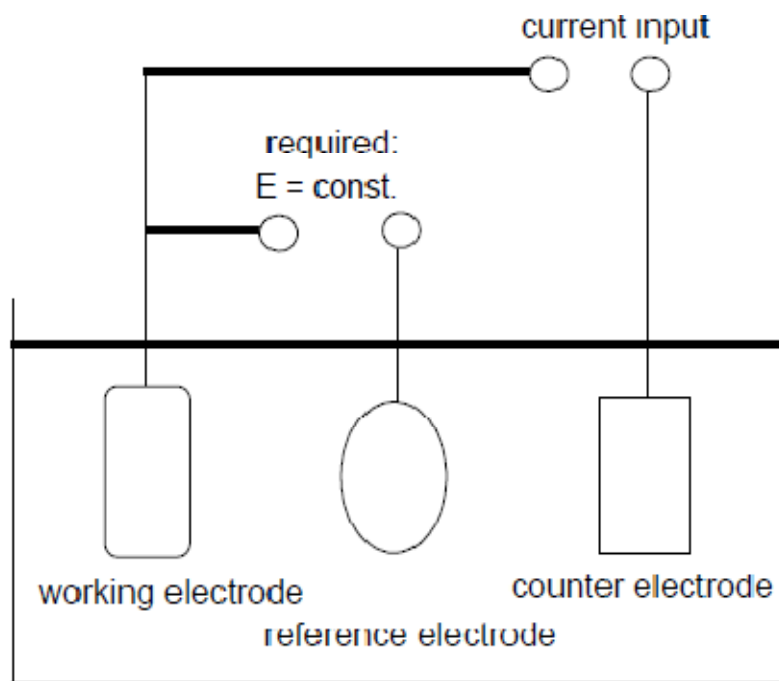 current input
required:
E = const.
working electrode
counter electrode
reference electrode